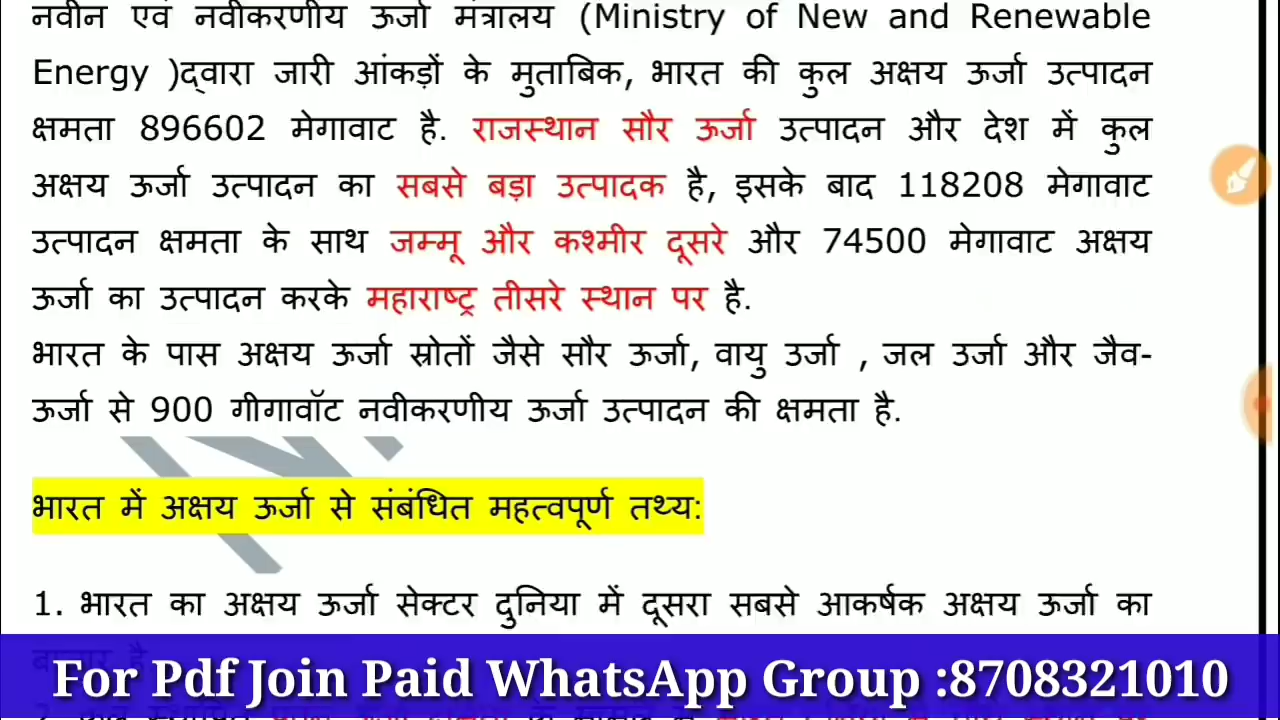 नवीन एवं नवीकरणीय ऊर्जा मंत्रालय (Ministry of New and Renewable
Energy )द्वारा जारी आंकड़ों के मुताबिक, भारत की कुल अक्षय ऊर्जा उत्पादन
क्षमता 896602 मेगावाट है. राजस्थान सौर ऊर्जा उत्पादन और देश में कुल
अक्षय ऊर्जा उत्पादन का सबसे बड़ा उत्पादक है, इसके बाद 118208 मेगावाट
उत्पादन क्षमता के साथ जम्मू और कश्मीर दूसरे और 74500 मेगावाट अक्षय
ऊर्जा का उत्पादन करके महाराष्ट्र तीसरे स्थान पर है.
भारत के पास अक्षय ऊर्जा स्रोतों जैसे सौर ऊर्जा, वायु उर्जा , जल उर्जा और जैव-
ऊर्जा से 900 गीगावॉट नवीकरणीय ऊर्जा उत्पादन की क्षमता है.
भारत में अक्षय ऊर्जा से संबंधित महत्वपूर्ण तथ्य:
1. भारत का अक्षय ऊर्जा सेक्टर दुनिया में दूसरा सबसे आकर्षक अक्षय ऊर्जा का
बाजार है
For Pdf Join Paid WhatsApp Group :8708321010